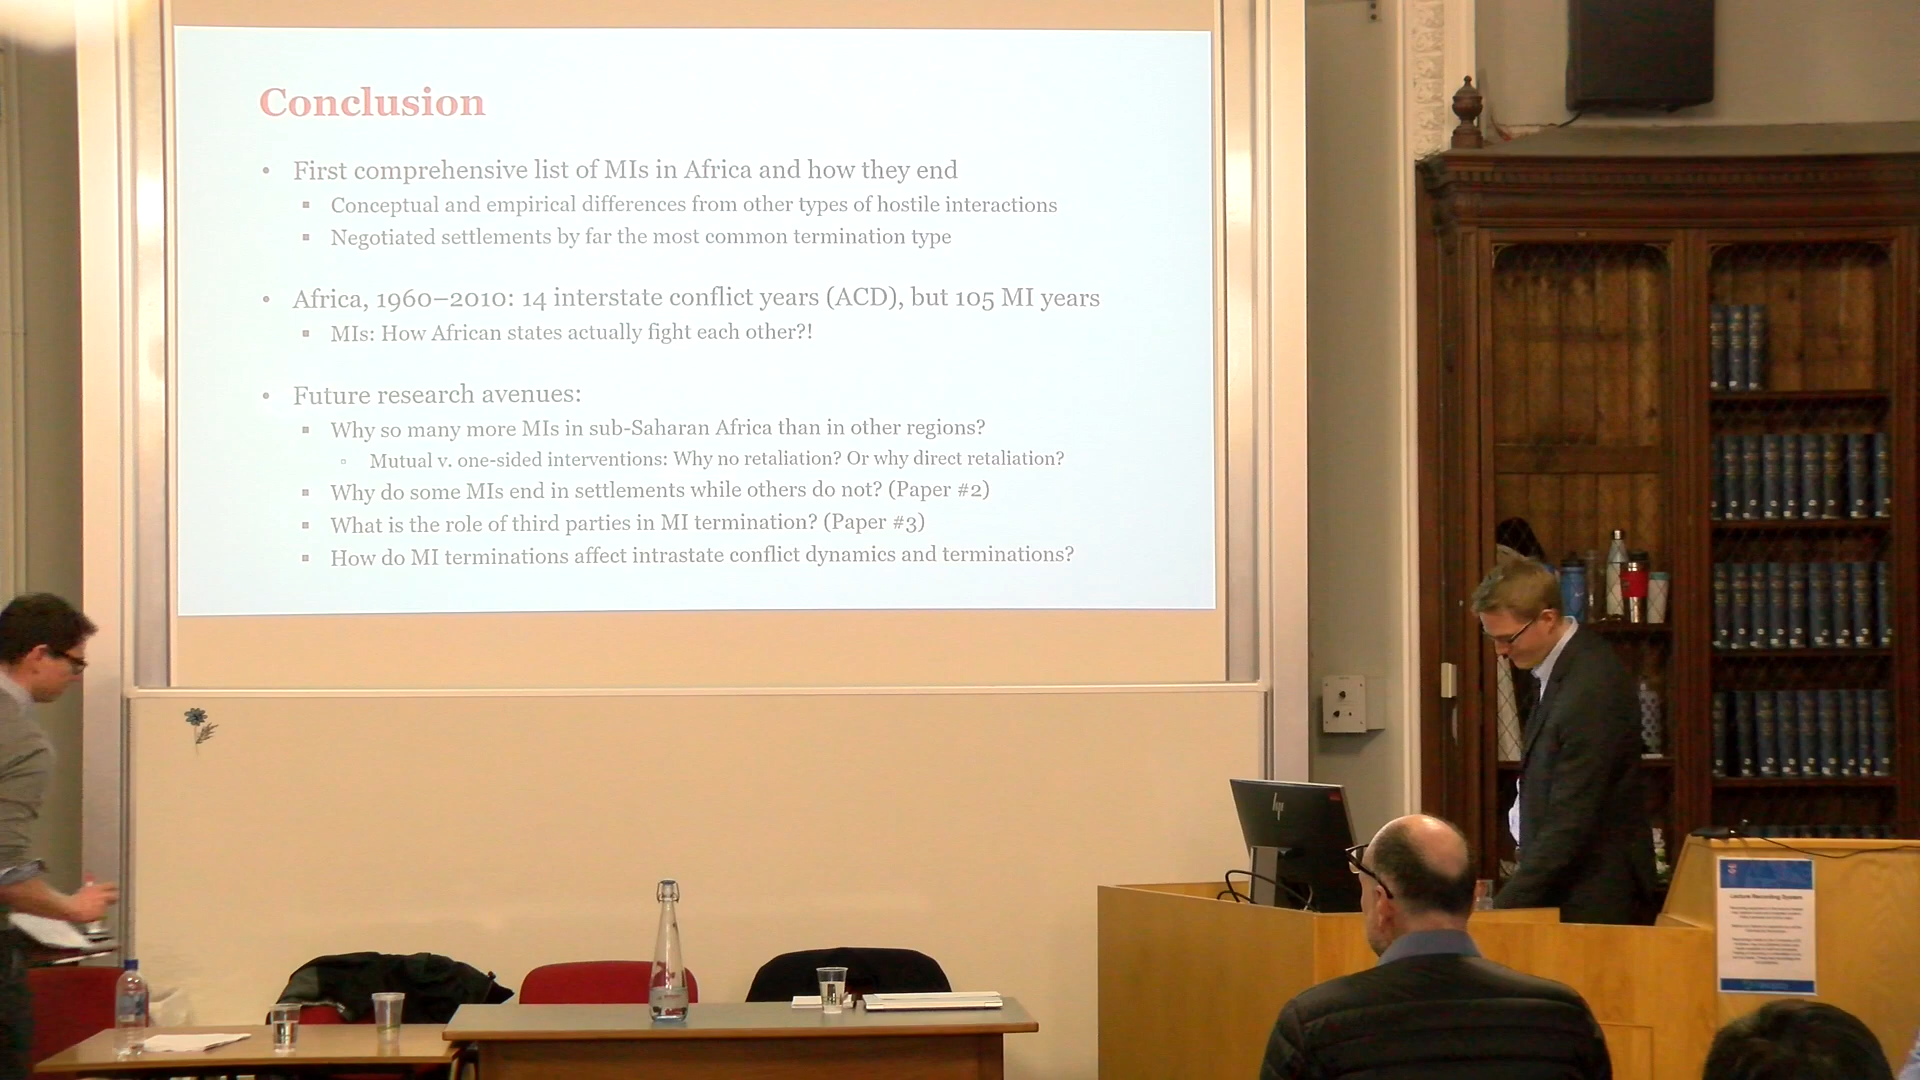 Conclusion
• First comprehensive list of MIs in Africa and how they end
▪ Conceptual and empirical differences from other types of hostile interactions
▪ Negotiated settlements by far the most common termination type
• Africa, 1960–2010: 14 interstate conflict years (ACD), but 105 MI years
▪ MIs: How African states actually fight each other?!
• Future research avenues:
▪ Why so many more MIs in sub-Saharan Africa than in other regions?
▫ Mutual v. one-sided interventions: Why no retaliation? Or why direct retaliation?
▪ Why do some MIs end in settlements while others do not? (Paper #2)
▪ What is the role of third parties in MI termination? (Paper #3)
▪ How do MI terminations affect intrastate conflict dynamics and terminations?
hp
Lecture Recording System